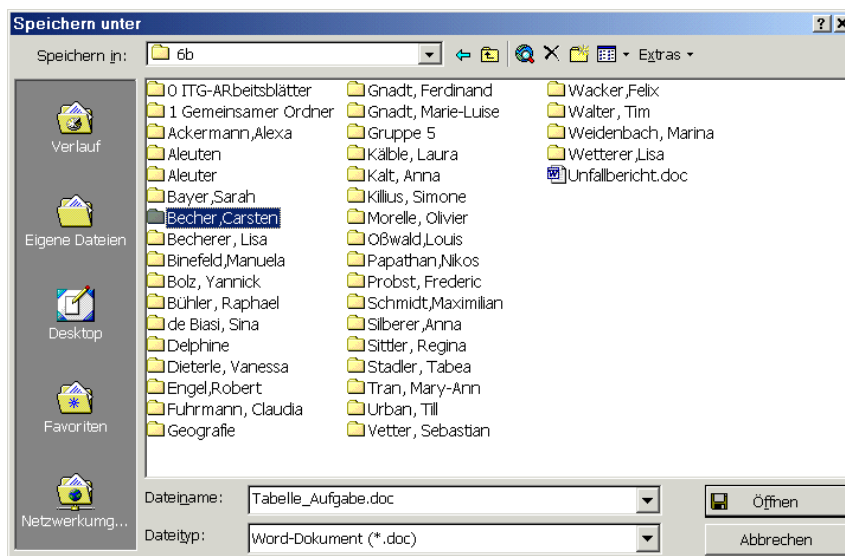 Speichern unter
Speichern in: 6b Extras
Verlauf
Eigene Dateien
Desktop
Favoriten
Netzwerkumg...
0 ITG-ARbeitsblätter
1 Gemeinsamer Ordner
Ackermann,Alexa
Aleuten
Aleuter
Bayer,Sarah
Becher,Carsten
Becherer, Lisa
Binefeld,Manuela
Bolz, Yannick
Bühler, Raphael
de Biasi, Sina
Delphine
Dieterle, Vanessa
Engel,Robert
Fuhrmann, Claudia
Geografie
Gnadt, Ferdinand
Gnadt, Marie-Luise
Gruppe 5
Kälble, Laura
Kalt, Anna
Killius, Simone
Morelle, Olivier
Oßwald,Louis
Papathan,Nikos
Probst, Frederic
Schmidt,Maximilian
Silberer,Anna
Sittler, Regina
Stadler, Tabea
Tran, Mary-Ann
Urban, Till
Vetter, Sebastian
Wacker,Felix
Walter, Tim
Weidenbach, Marina
Wetterer,Lisa
Unfallbericht.doc
Dateiname: Tabelle_Aufgabe.doc Öffnen
Dateityp: Word-Dokument (*.doc) Abbrechen